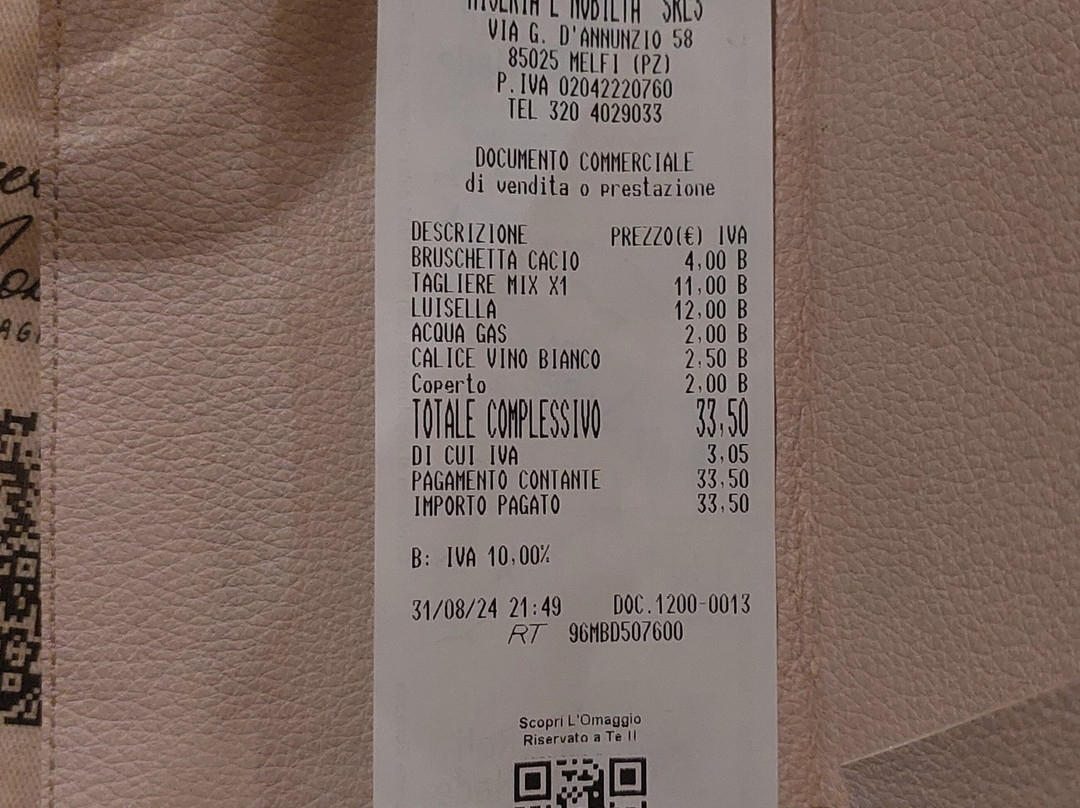 MISERIA E NOBILTA' SRLS
VIA G. D'ANNUNZIO 58
85025 MELFI (PZ)
P.IVA 02042220760
TEL 320 4029033
DOCUMENTO COMMERCIALE
di vendita o prestazione
DESCRIZIONE PREZZO(€) IVA
BRUSCHETTA CACIO 4,00 B
TAGLIERE MIX X1 11,00 B
LUISELLA 12,00 B
ACQUA GAS 2,00 B
CALICE VINO BIANCO 2,50 B
Coperto 2,00 B
TOTALE COMPLESSIVO 33,50
DI CUI IVA 3,05
PAGAMENTO CONTANTE 33,50
IMPORTO PAGATO 33,50
B: IVA 10,00%
31/08/24 21:49 DOC.1200-0013
RT 96MBD507600
Scopri L'Omaggio
Riservato a Te !!